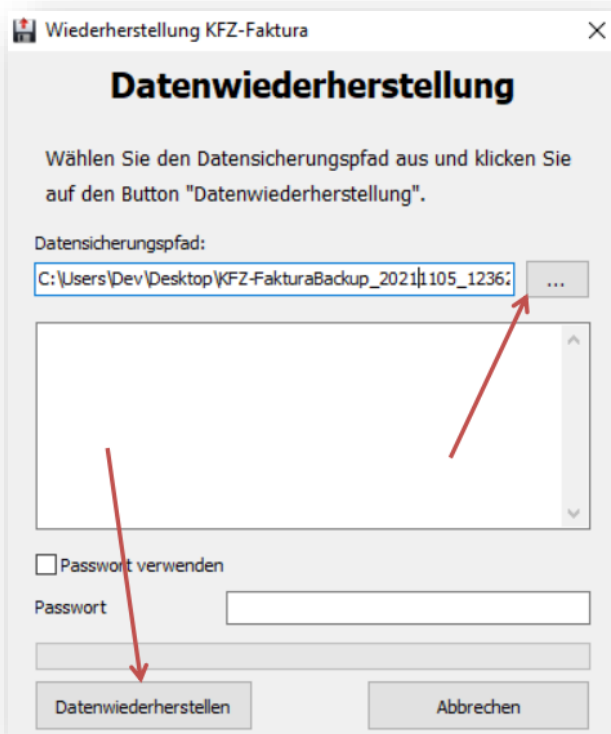 Wiederherstellung KFZ-Faktura
Datenwiederherstellung
Wählen Sie den Datensicherungspfad aus und klicken Sie
auf den Button "Datenwiederherstellung".
Datensicherungspfad:
C:\Users\Dev\Desktop\KFZ-FakturaBackup_20211105_12362
...
Passwort verwenden
Passwort
Datenwiederherstellen
Abbrechen